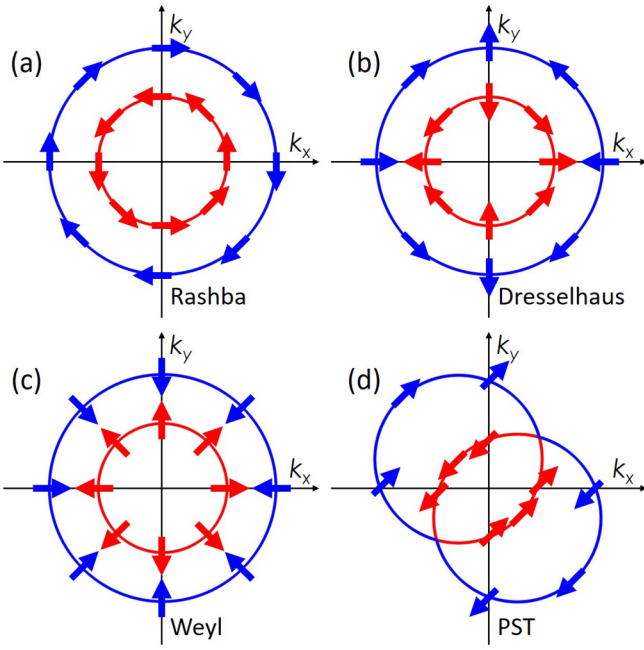 (a)
k_y
k_x
Rashba
(b)
k_y
k_x
Dresselhaus
(c)
k_y
k_x
Weyl
(d)
k_y
k_x
PST